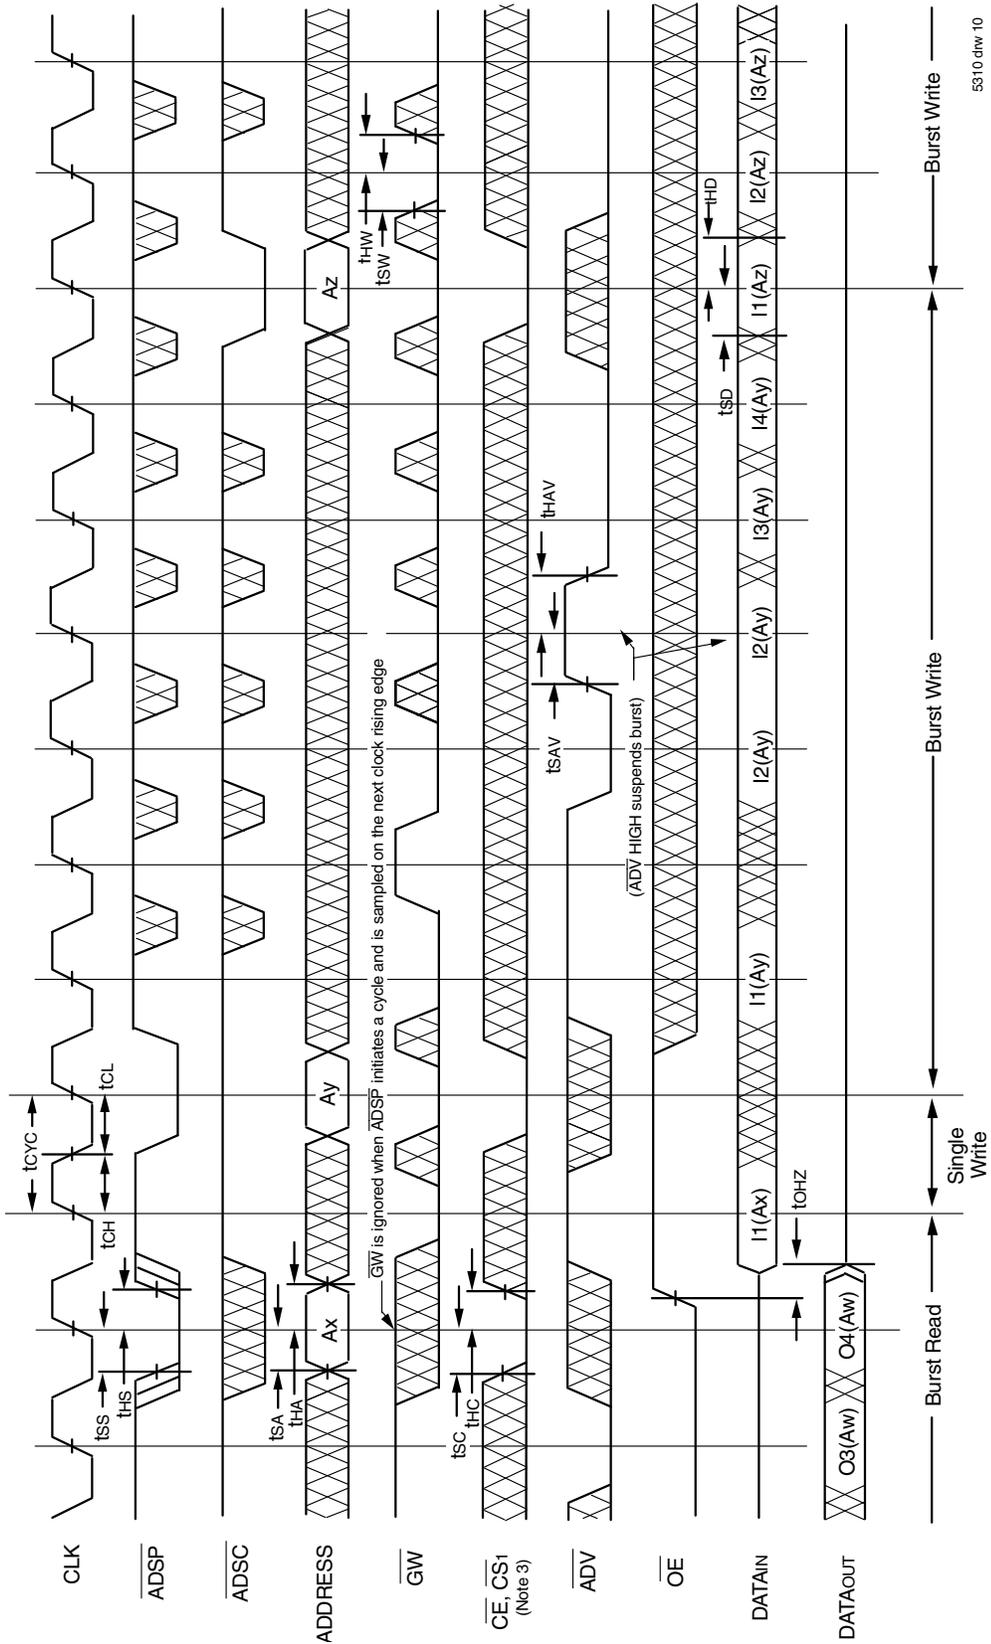 CLK
tCYC
tCH
tCL
ADSP
tSS
tHS
ADSC
ADDRESS
tSA
tHA
Ax
Ay
Az
GW
GW is ignored when ADSP initiates a cycle and is sampled on the next clock rising edge
tHW
tSW
CE, CS1
(Note 3)
tSC
tHC
ADV
tSAV
tHAV
(ADV HIGH suspends burst)
OE
DATAIN
I1(Ax)
I1(Ay)
I2(Ay)
I2(Ay)
I3(Ay)
I4(Ay)
I1(Az)
I2(Az)
I3(Az)
tSD
tHD
tOHZ
DATAOUT
O3(Aw)
O4(Aw)
Burst Read
Single
Write
Burst Write
Burst Write
5310 drw 10